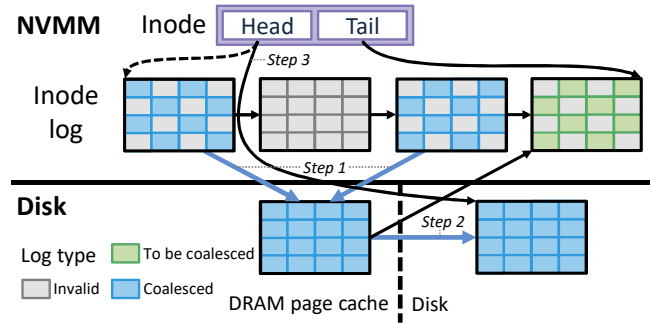 NVMM Inode Head Tail
Step 3
Inode
log
Step 1
Disk
Step 2
Log type
To be coalesced
Invalid
Coalesced
DRAM page cache
Disk